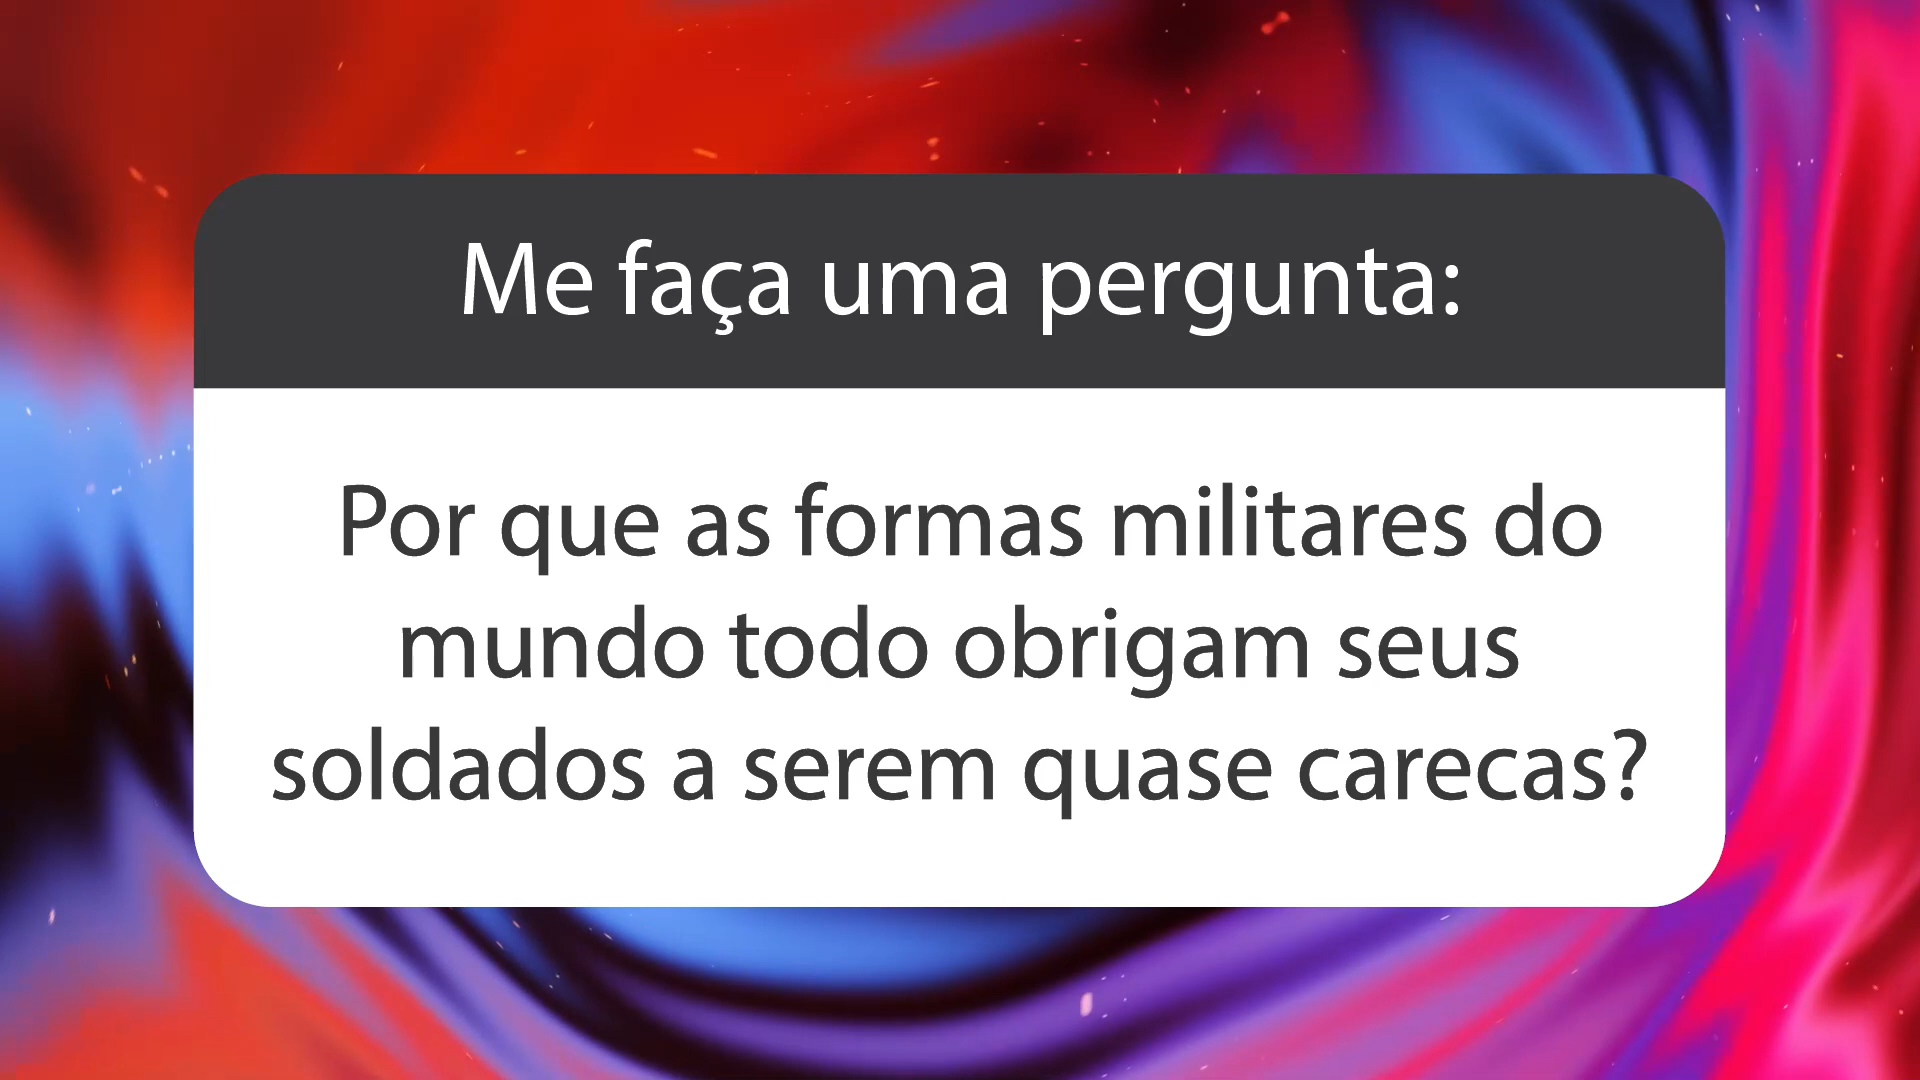 Me faça uma pergunta:
Por que as formas militares do
mundo todo obrigam seus
soldados a serem quase carecas?